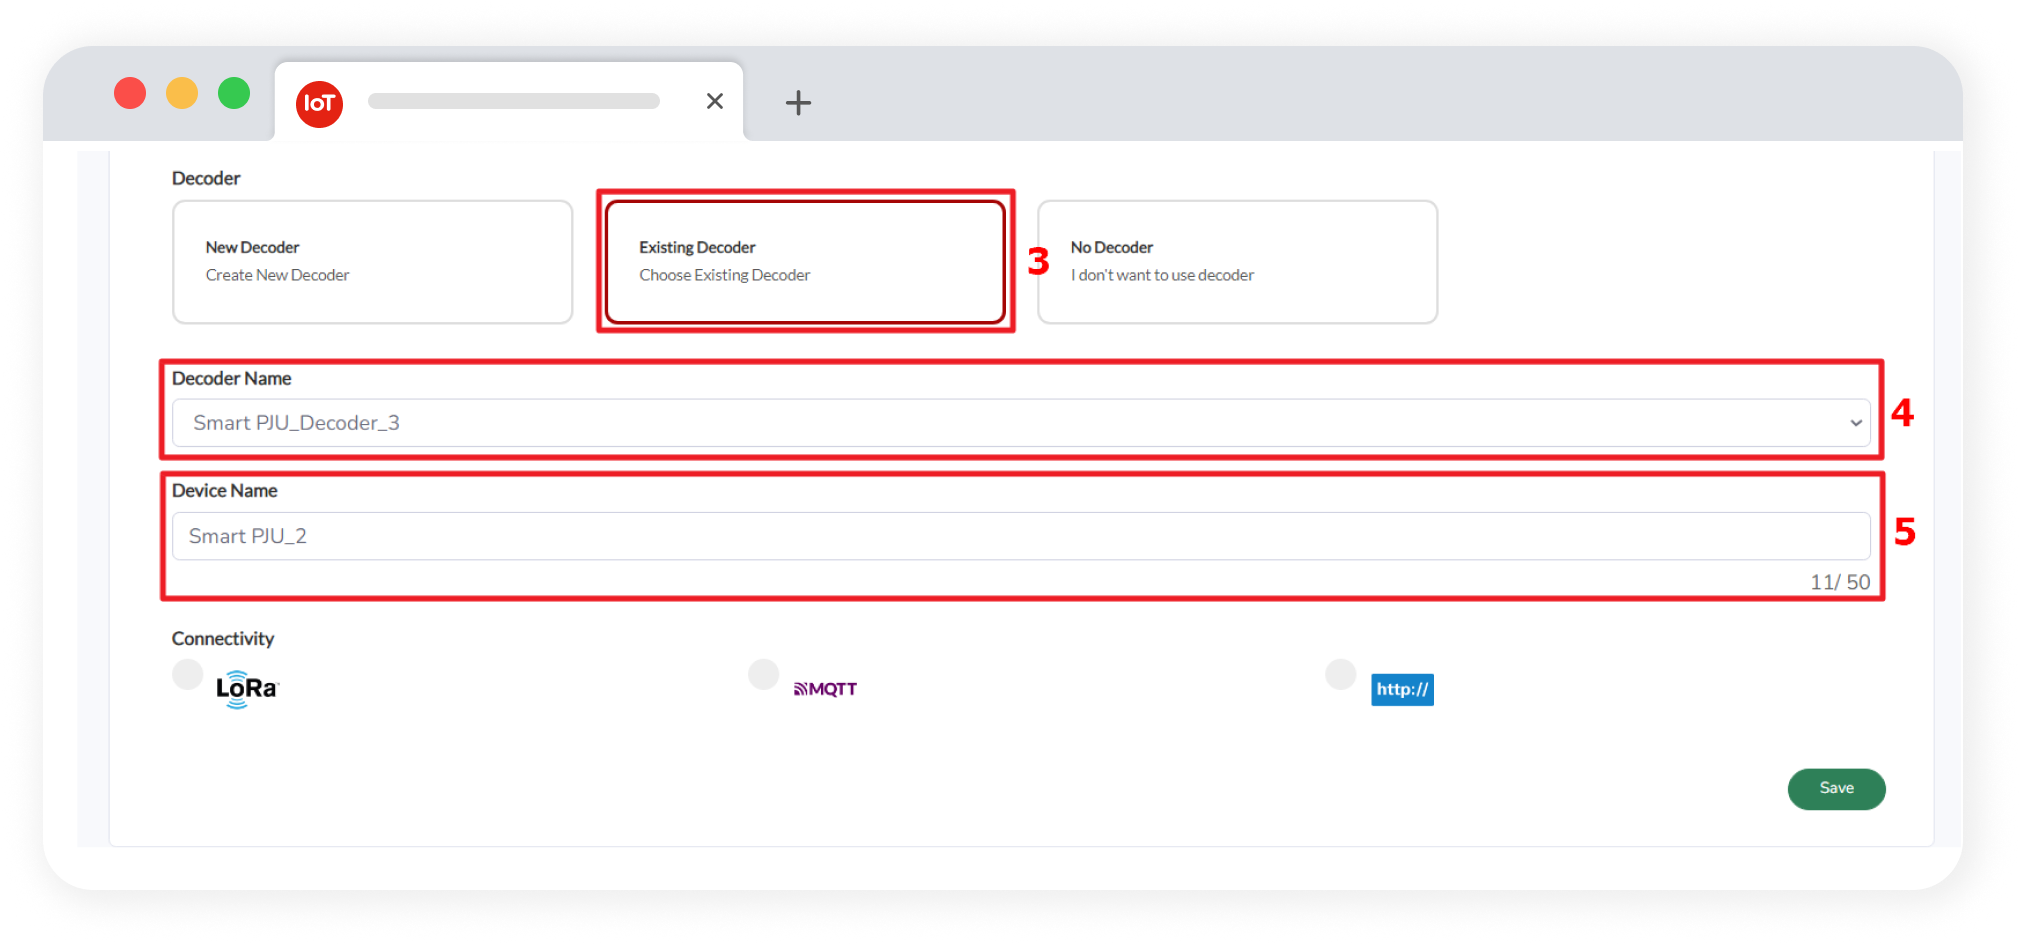 IoT
Decoder
New Decoder
Create New Decoder
Existing Decoder
Choose Existing Decoder
3
No Decoder
I don't want to use decoder
Decoder Name
Smart PJU_Decoder_3
4
Device Name
Smart PJU_2
5
11/ 50
Connectivity
LoRa
MQTT
http://
Save